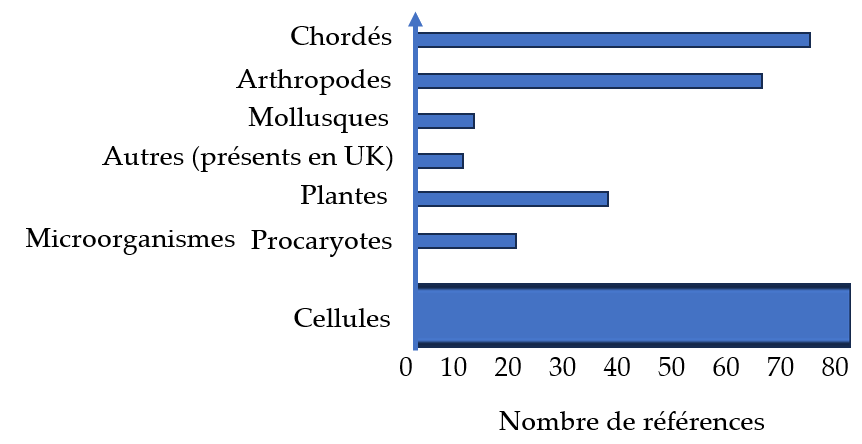 Chordés
Arthropodes
Mollusques
Autres (présents en UK)
Plantes
Microorganismes Procaryotes
Cellules
0 10 20 30 40 50 60 70 80
Nombre de références